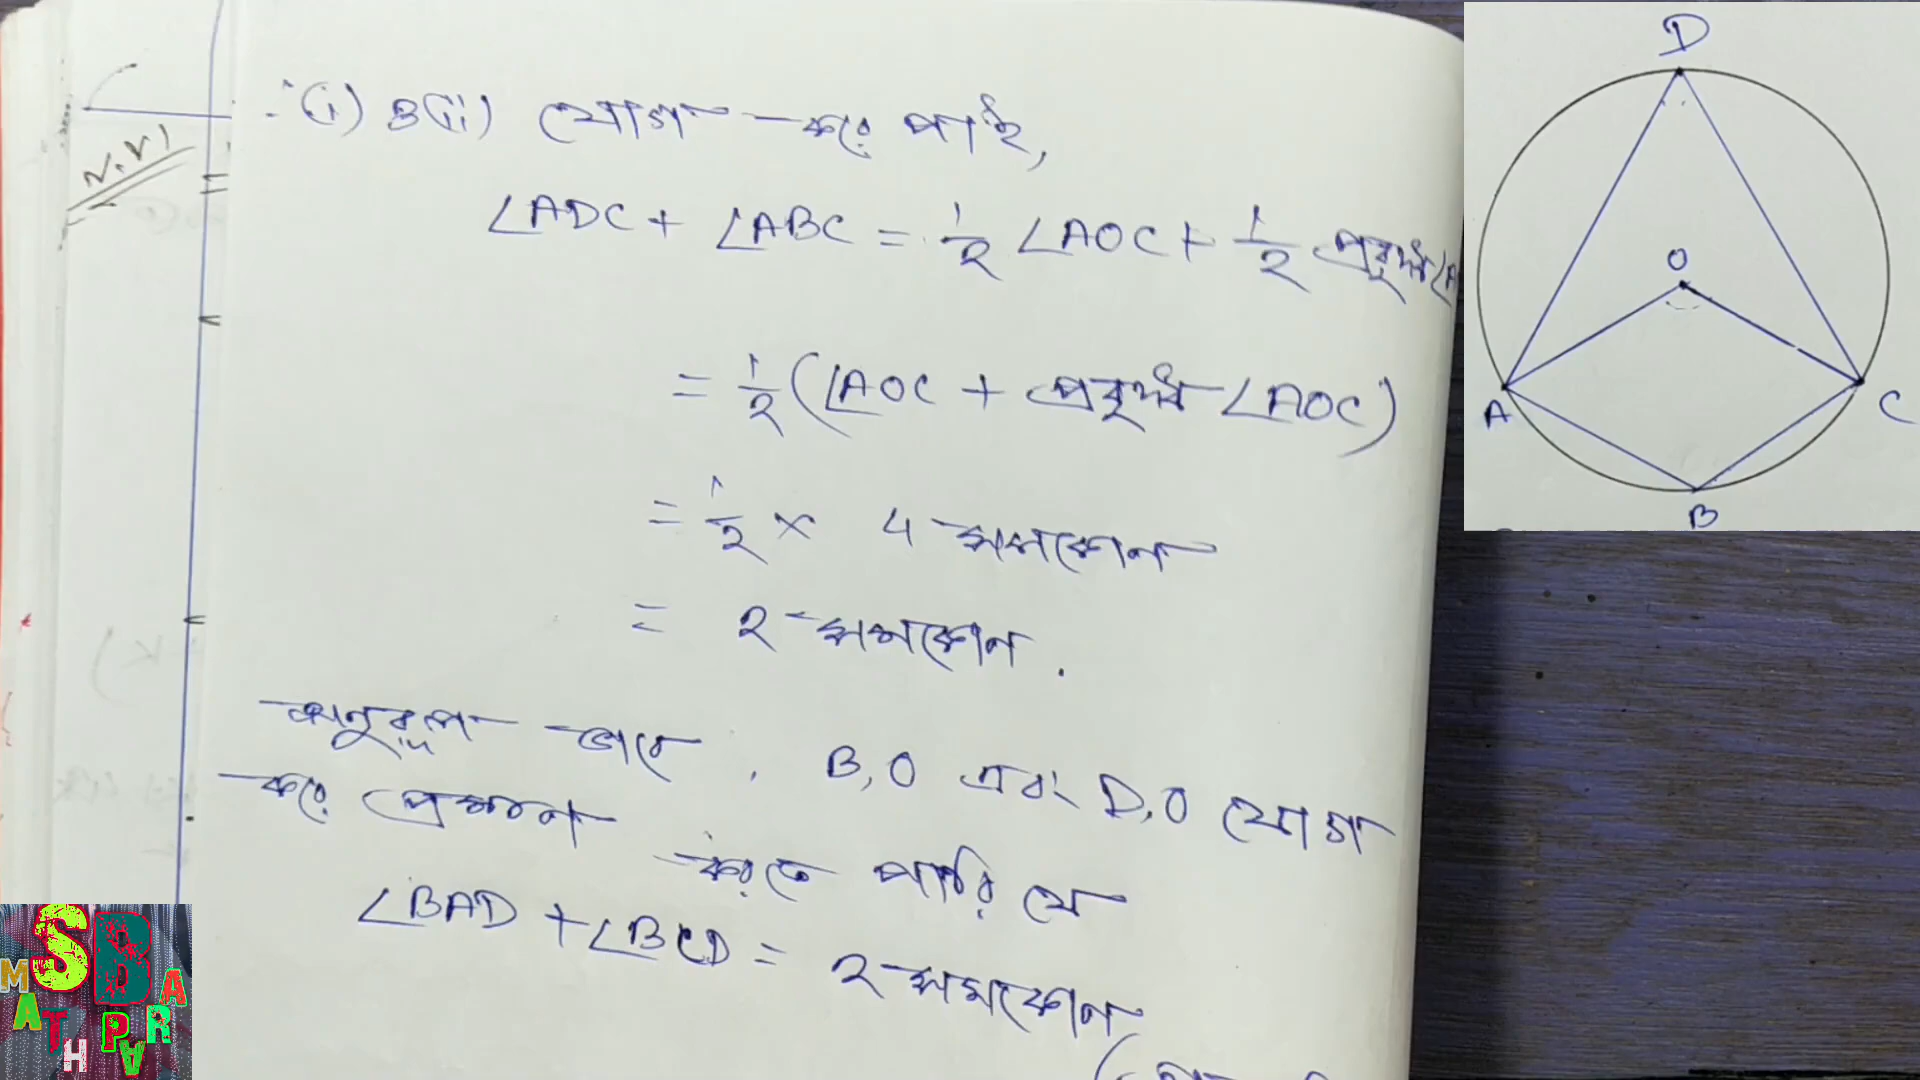 ∴ (i) ও (ii) যোগ করে পাই,
∠ADC + ∠ABC = 1/2 ∠AOC + 1/2 প্রবৃদ্ধ ∠A
= 1/2 (∠AOC + প্রবৃদ্ধ ∠AOC)
= 1/2 × 4 সমকোন
= 2 সমকোন.
অনুরূপ ভাবে, B,O এবং D,O যোগ
করে প্রমান করতে পারি যে
∠BAD + ∠BCD = 2 সমকোন
V.V.I
D
O
A
C
B
SB
MATH PARA